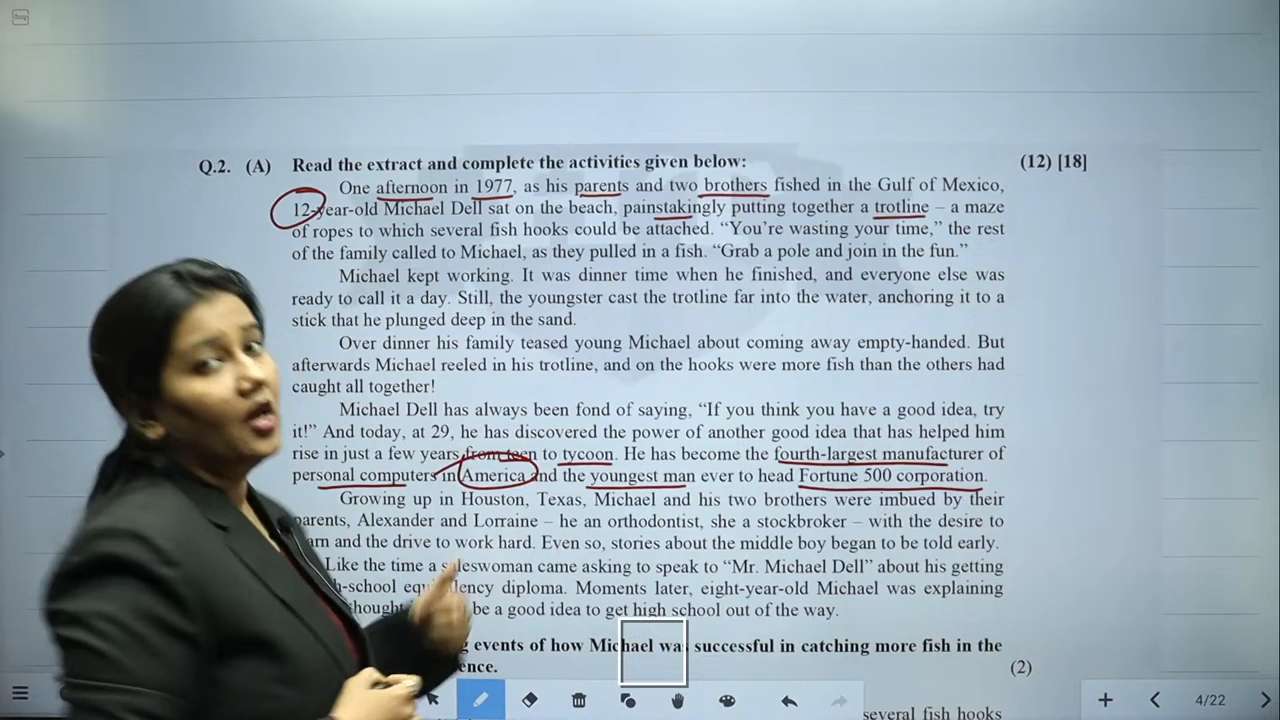 Q.2. (A) Read the extract and complete the activities given below: (12) [18]
One afternoon in 1977, as his parents and two brothers fished in the Gulf of Mexico,
12-year-old Michael Dell sat on the beach, painstakingly putting together a trotline – a maze
of ropes to which several fish hooks could be attached. “You’re wasting your time,” the rest
of the family called to Michael, as they pulled in a fish. “Grab a pole and join in the fun.”
Michael kept working. It was dinner time when he finished, and everyone else was
ready to call it a day. Still, the youngster cast the trotline far into the water, anchoring it to a
stick that he plunged deep in the sand.
Over dinner his family teased young Michael about coming away empty-handed. But
afterwards Michael reeled in his trotline, and on the hooks were more fish than the others had
caught all together!
Michael Dell has always been fond of saying, “If you think you have a good idea, try
it!” And today, at 29, he has discovered the power of another good idea that has helped him
rise in just a few years from teen to tycoon. He has become the fourth-largest manufacturer of
personal computers in America and the youngest man ever to head Fortune 500 corporation.
Growing up in Houston, Texas, Michael and his two brothers were imbued by their
parents, Alexander and Lorraine – he an orthodontist, she a stockbroker – with the desire to
and the drive to work hard. Even so, stories about the middle boy began to be told early.
Like the time a saleswoman came asking to speak to “Mr. Michael Dell” about his getting
diploma. Moments later, eight-year-old Michael was explaining
thought be a good idea to get high school out of the way.
events of how Michael was successful in catching more fish in the
(2)
4/22
several fish hooks